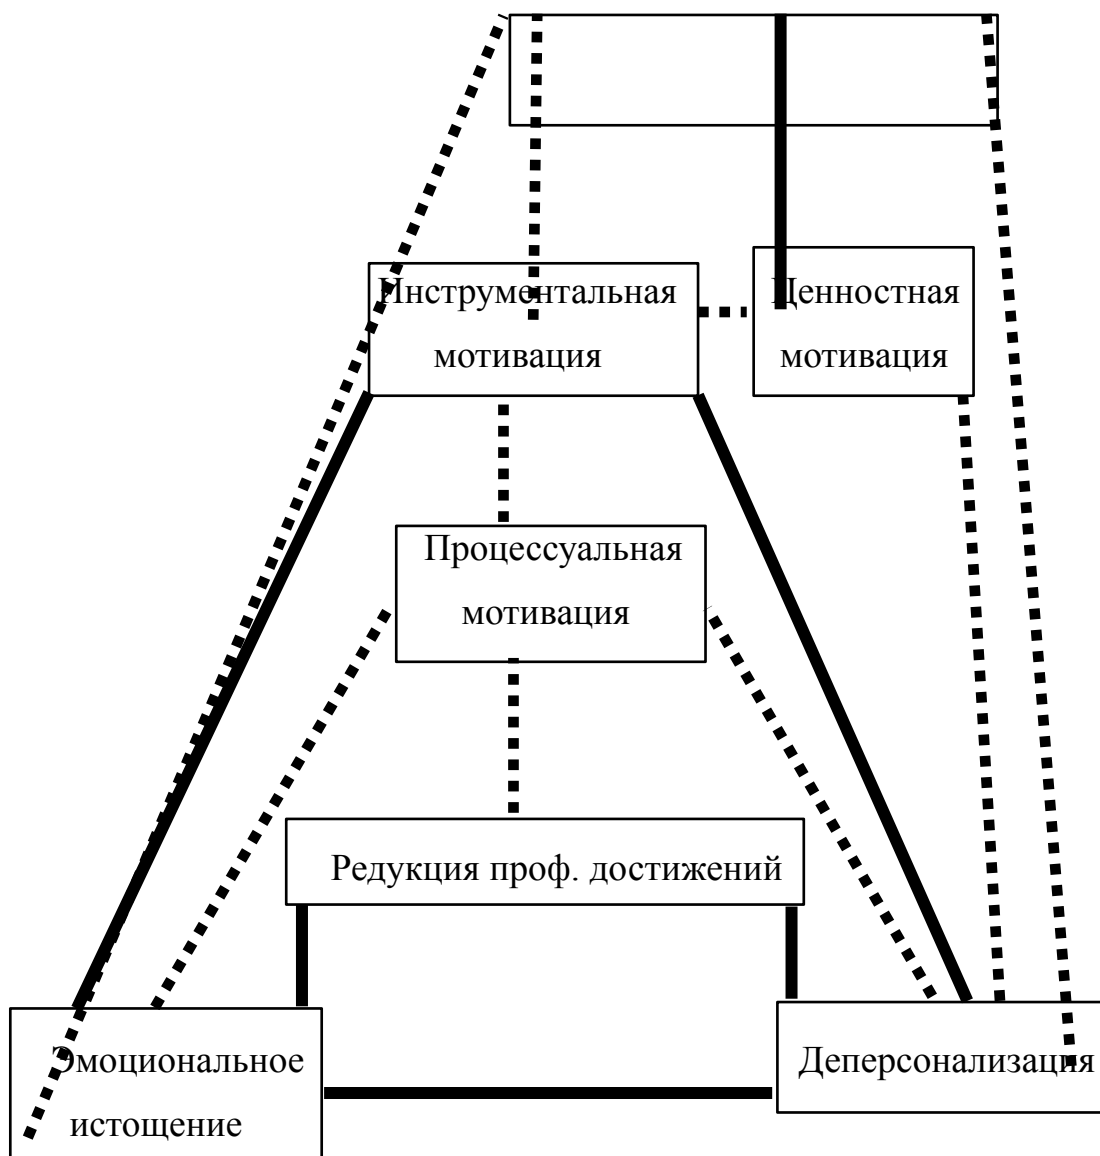 Инструментальная
мотивация
Ценностная
мотивация
Процессуальная
мотивация
Редукция проф. достижений
Эмоциональное
истощение
Деперсонализация